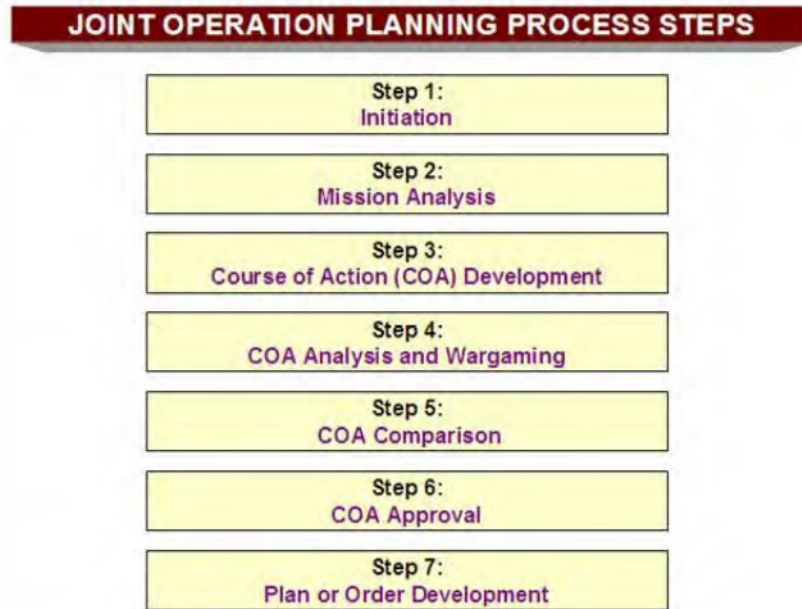 JOINT OPERATION PLANNING PROCESS STEPS
Step 1:
Initiation
Step 2:
Mission Analysis
Step 3:
Course of Action (COA) Development
Step 4:
COA Analysis and Wargaming
Step 5:
COA Comparison
Step 6:
COA Approval
Step 7:
Plan or Order Development